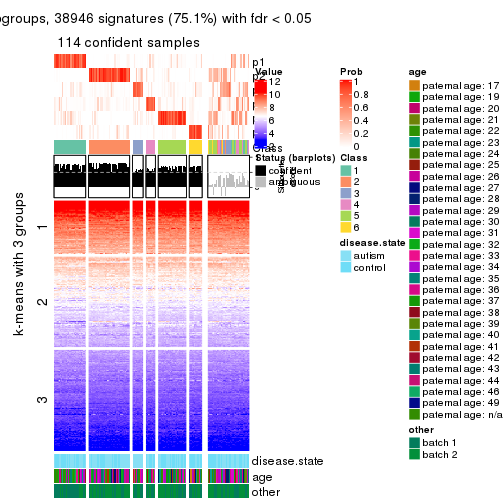 ogroups, 38946 signatures (75.1%) with fdr < 0.05
114 confident samples
p1
p2
Class
Value
12
10
8
6
4
2
Status (barplots)
confident
ambiguous
Prob
1
0.8
0.6
0.4
0.2
0
Class
1
2
3
4
5
6
disease.state
autism
control
age
paternal age: 17
paternal age: 19
paternal age: 20
paternal age: 21
paternal age: 22
paternal age: 23
paternal age: 24
paternal age: 25
paternal age: 26
paternal age: 27
paternal age: 28
paternal age: 29
paternal age: 30
paternal age: 31
paternal age: 32
paternal age: 33
paternal age: 34
paternal age: 35
paternal age: 36
paternal age: 37
paternal age: 38
paternal age: 39
paternal age: 40
paternal age: 41
paternal age: 42
paternal age: 43
paternal age: 44
paternal age: 46
paternal age: 49
paternal age: n/a
other
batch 1
batch 2
k-means with 3 groups
1
2
3
disease.state
age
other